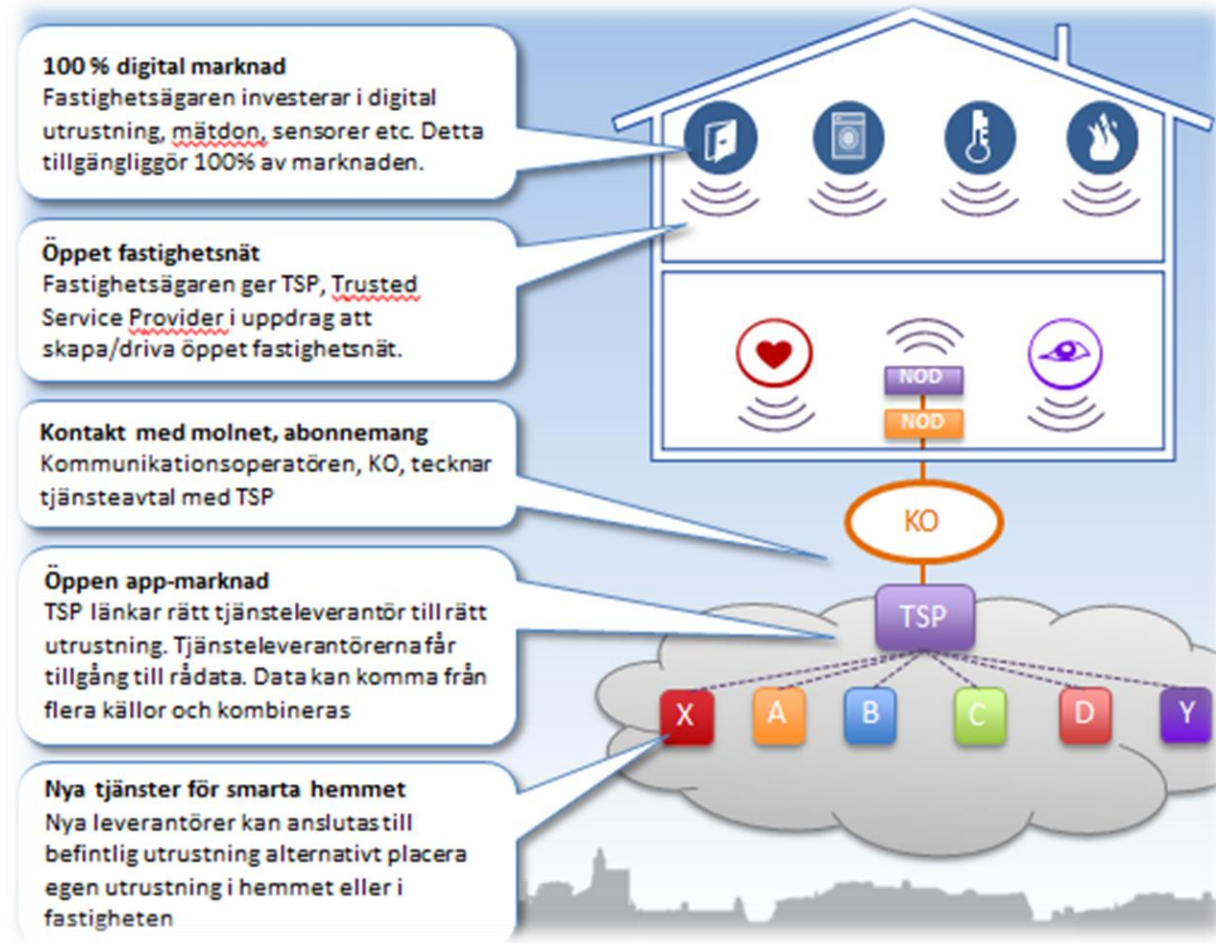 100 % digital marknad
Fastighetsägaren investerar i digital
utrustning, mätdon, sensorer etc. Detta
tillgängliggör 100% av marknaden.
Öppet fastighetsnät
Fastighetsägaren ger TSP, Trusted
Service Provider i uppdrag att
skapa/driva öppet fastighetsnät.
Kontakt med molnet, abonnemang
Kommunikationsoperatören, KO, tecknar
tjänsteavtal med TSP
Öppen app-marknad
TSP länkar rätt tjänsteleverantör till rätt
utrustning. Tjänsteleverantörerna får
tillgång till rådata. Data kan komma från
flera källor och kombineras
Nya tjänster för smarta hemmet
Nya leverantörer kan anslutas till
befintlig utrustning alternativt placera
egen utrustning i hemmet eller i
fastigheten
NOD
NOD
KO
TSP
X A B C D Y